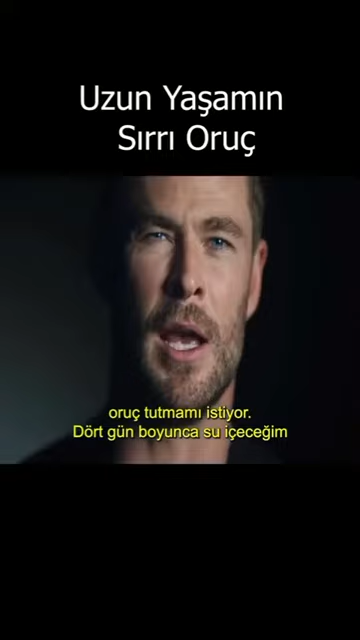 Uzun Yaşamın
Sırrı Oruç
oruç tutmamı istiyor.
Dört gün boyunca su içeceğim